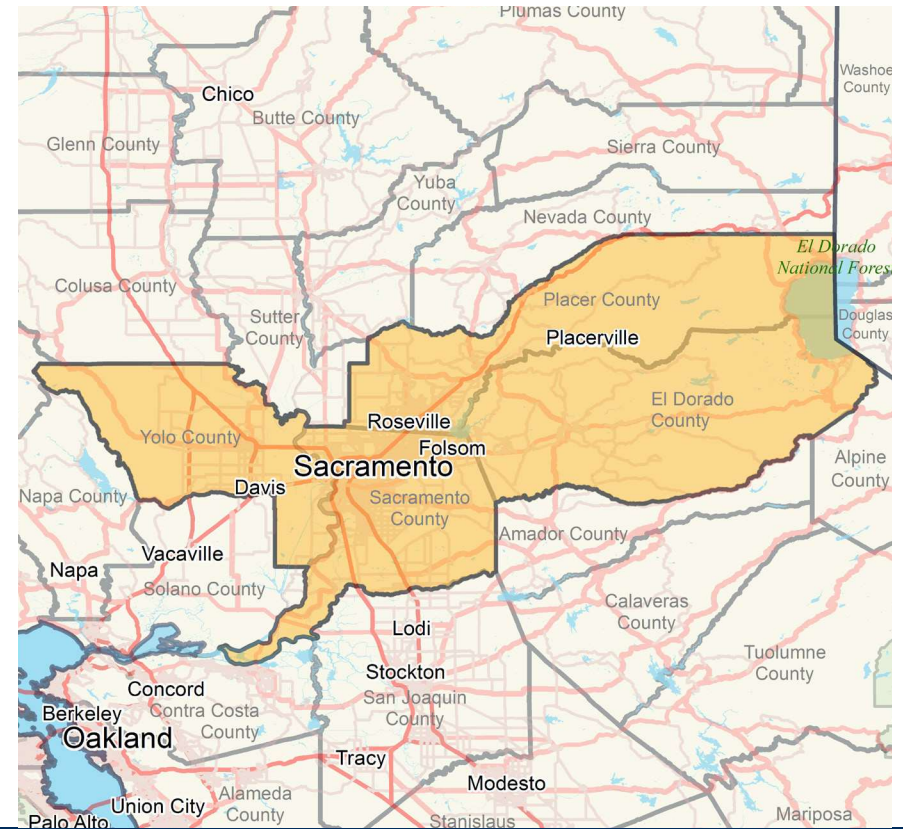 Plumas County
Washoe
County
Chico
Butte County
Glenn County
Sierra County
Yuba
County
Nevada County
El Dorado
National Fores
Colusa County
Placer County
Sutter
County
Douglas
County
Placerville
El Dorado
County
Roseville
Yolo County
Folsom
Sacramento
Alpine
County
Davis
Napa County
Sacramento
County
Amador County
Vacaville
Napa
Solano County
Calaveras
County
Lodi
Tuolumne
County
Stockton
Concord
San Joaquin
County
Berkeley
Contra Costa
County
Oakland
Tracy
Modesto
Union City
Alameda
County
Palo Alto
Stanislaus
Mariposa